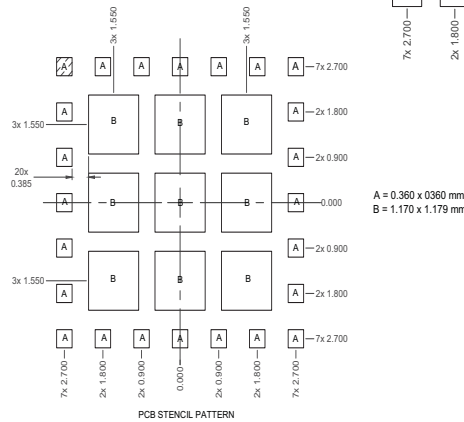 3x 1.550
3x 1.550
7x 2.700
2x 1.800
A A A A A A A
7x 2.700
A
B B B
A
2x 1.800
3x 1.550
A
A
2x 0.900
20x
0.385
A
B B B
A
0.000
A = 0.360 x 0360 mm
B = 1.170 x 1.179 mm
A
A
2x 0.900
3x 1.550
B B B
A
A
2x 1.800
A A A A A A A
7x 2.700
7x 2.700
2x 1.800
2x 0.900
0.000
2x 0.900
2x 1.800
7x 2.700
PCB STENCIL PATTERN